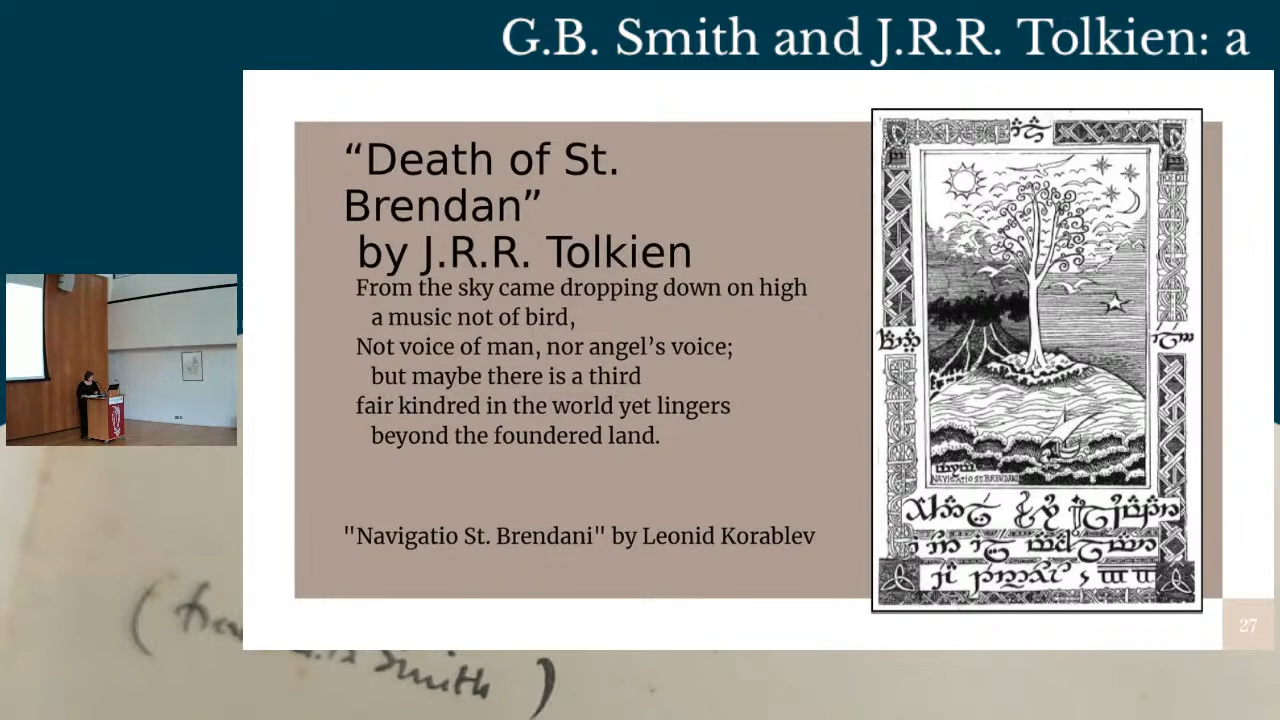 G.B. Smith and J.R.R. Tolkien: a
“Death of St.
Brendan”
by J.R.R. Tolkien
From the sky came dropping down on high
a music not of bird,
Not voice of man, nor angel’s voice;
but maybe there is a third
fair kindred in the world yet lingers
beyond the foundered land.
"Navigatio St. Brendani" by Leonid Korablev
NAVIGATIO ST BRENDANI
27
Smith )